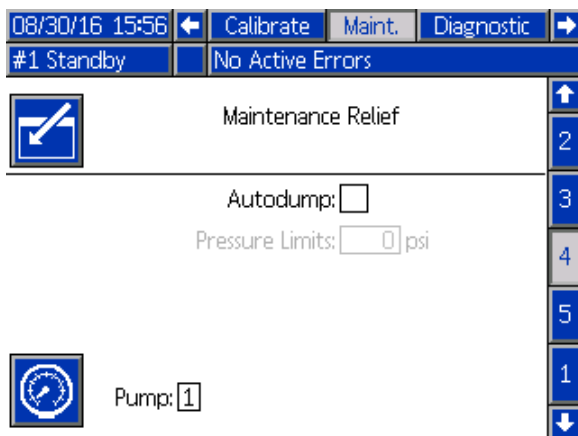 08/30/16 15:56 Calibrate Maint. Diagnostic
#1 Standby No Active Errors
Maintenance Relief
2
Autodump: 3
Pressure Limits: 0 psi
4
5
1
Pump: 1